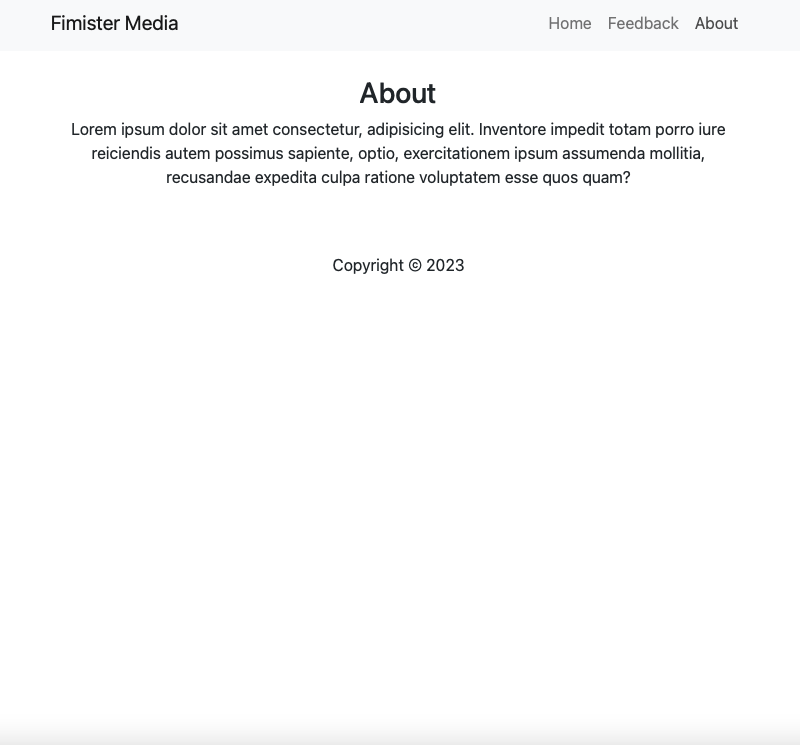 Fimister Media
Home Feedback About
About
Lorem ipsum dolor sit amet consectetur, adipisicing elit. Inventore impedit totam porro iure
reiciendis autem possimus sapiente, optio, exercitationem ipsum assumenda mollitia,
recusandae expedita culpa ratione voluptatem esse quos quam?
Copyright © 2023